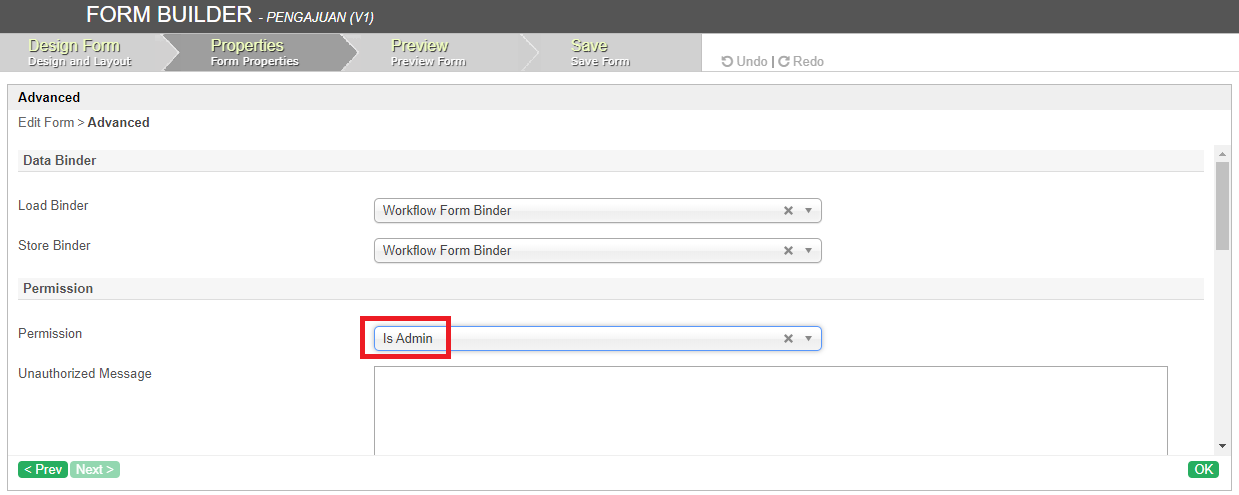 FORM BUILDER - PENGAJUAN (V1)
Design Form Properties Preview Save
Design and Layout Form Properties Preview Form Save Form
Undo | Redo
Advanced
Edit Form > Advanced
Data Binder
Load Binder Workflow Form Binder
Store Binder Workflow Form Binder
Permission
Permission Is Admin
Unauthorized Message
< Prev Next > OK